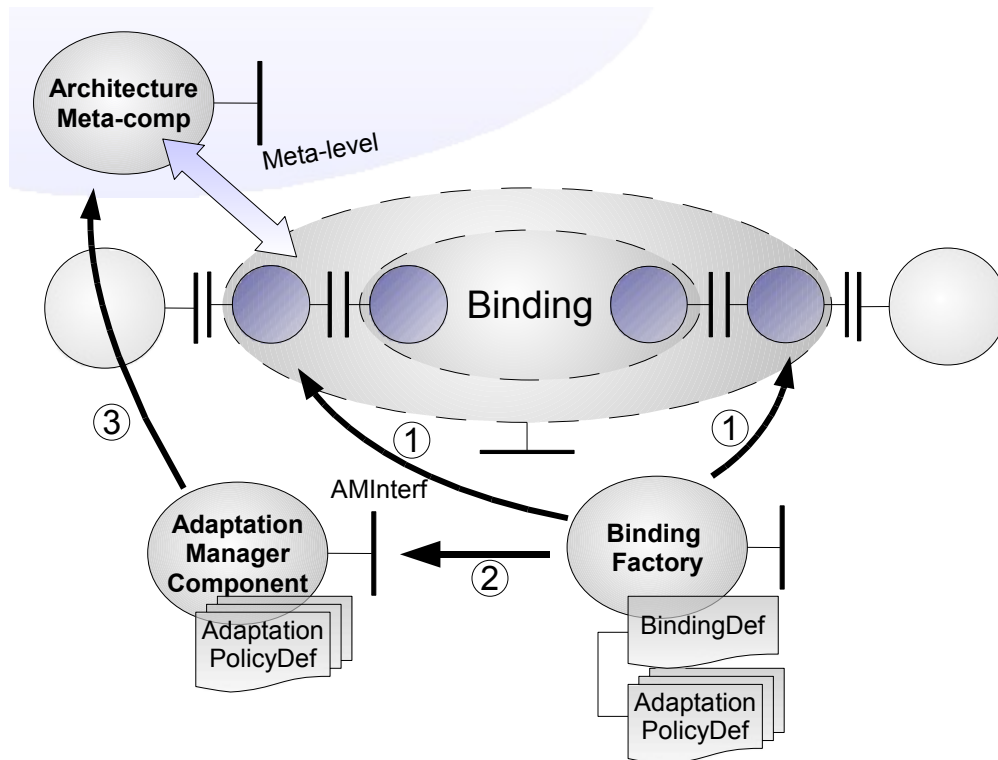 Architecture
Meta-comp
Meta-level
Binding
3
1
1
AMInterf
Adaptation
Manager
Component
2
Binding
Factory
Adaptation
PolicyDef
BindingDef
Adaptation
PolicyDef